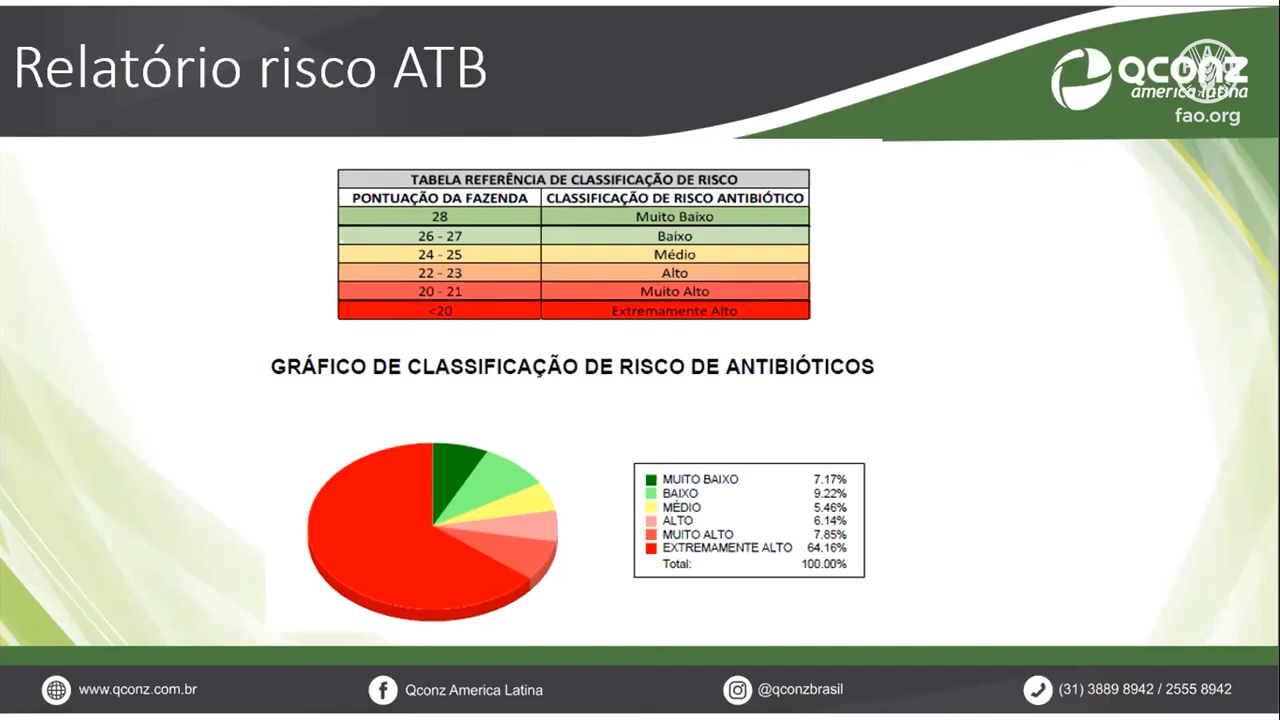 Relatório risco ATB
QCONZ
america latina
fao.org
TABELA REFERÊNCIA DE CLASSIFICAÇÃO DE RISCO
PONTUAÇÃO DA FAZENDA CLASSIFICAÇÃO DE RISCO ANTIBIÓTICO
28 Muito Baixo
26 - 27 Baixo
24 - 25 Médio
22 - 23 Alto
20 - 21 Muito Alto
<20 Extremamente Alto
GRÁFICO DE CLASSIFICAÇÃO DE RISCO DE ANTIBIÓTICOS
MUITO BAIXO 7.17%
BAIXO 9.22%
MÉDIO 5.46%
ALTO 6.14%
MUITO ALTO 7.85%
EXTREMAMENTE ALTO 64.16%
Total: 100.00%
www.qconz.com.br
Qconz America Latina
@qconzbrasil
(31) 3889 8942 / 2555 8942